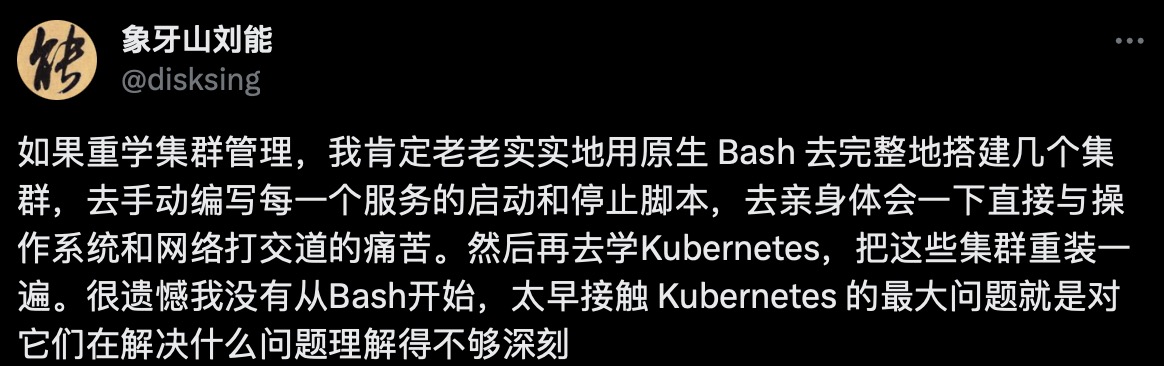 象牙山刘能
@disksing
如果重学集群管理，我肯定老老实实地用原生 Bash 去完整地搭建几个集
群，去手动编写每一个服务的启动和停止脚本，去亲身体会一下直接与操
作系统和网络打交道的痛苦。然后再去学Kubernetes，把这些集群重装一
遍。很遗憾我没有从Bash开始，太早接触 Kubernetes 的最大问题就是对
它们在解决什么问题理解得不够深刻